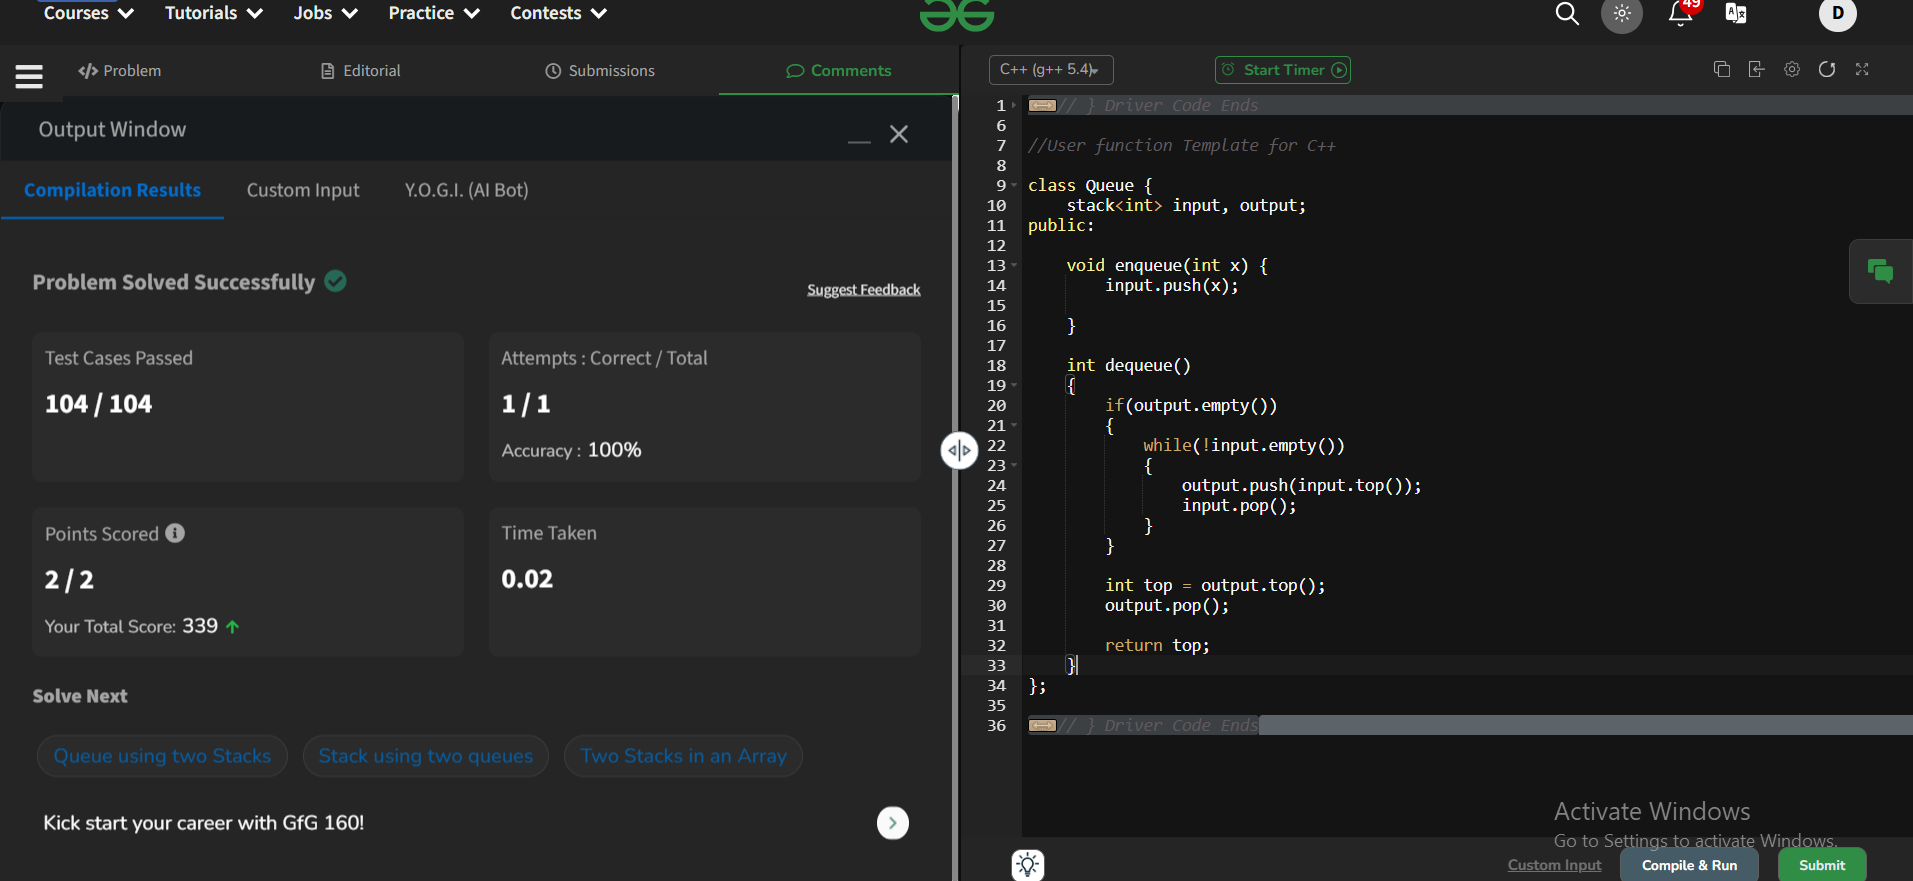 Courses Tutorials Jobs Practice Contests 49 D
Problem Editorial Submissions Comments
C++ (g++ 5.4) Start Timer
Output Window
Compilation Results Custom Input Y.O.G.I. (AI Bot)
Problem Solved Successfully
Suggest Feedback
Test Cases Passed
104 / 104
Attempts : Correct / Total
1 / 1
Accuracy : 100%
Points Scored
2 / 2
Your Total Score: 339
Time Taken
0.02
Solve Next
Queue using two Stacks Stack using two queues Two Stacks in an Array
Kick start your career with GfG 160!
1 // } Driver Code Ends
6
7 //User function Template for C++
8
9 class Queue {
10 stack<int> input, output;
11 public:
12
13 void enqueue(int x) {
14 input.push(x);
15
16 }
17
18 int dequeue()
19 {
20 if(output.empty())
21 {
22 while(!input.empty())
23 {
24 output.push(input.top());
25 input.pop();
26 }
27 }
28
29 int top = output.top();
30 output.pop();
31
32 return top;
33 }
34 };
35
36 // } Driver Code Ends
Activate Windows
Go to Settings to activate Windows.
Custom Input Compile & Run Submit